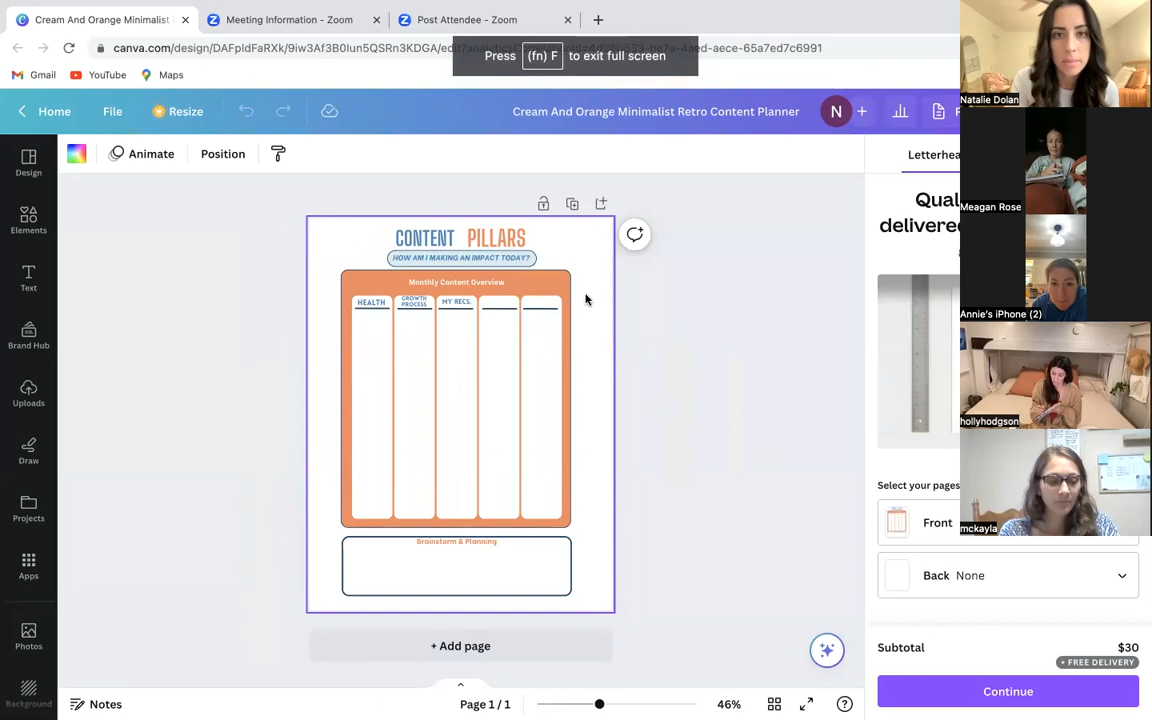 Cream And Orange Minimalist
Meeting Information - Zoom
Post Attendee - Zoom
Press (fn) F to exit full screen
Gmail
YouTube
Maps
Home
File
Resize
Cream And Orange Minimalist Retro Content Planner
N
Animate
Position
Letterhea
Design
Elements
Text
Brand Hub
Uploads
Draw
Projects
Apps
Photos
Background
CONTENT PILLARS
HOW AM I MAKING AN IMPACT TODAY?
Monthly Content Overview
HEALTH
GROWTH PROCESS
MY RECS.
Brainstorm & Planning
+ Add page
Notes
Page 1 / 1
46%
Qual
delivere
Select your pages
Front
Back None
Subtotal
$30
+ FREE DELIVERY
Continue
Natalie Dolan
Meagan Rose
Annie's iPhone (2)
hollyhodgson
mckayla